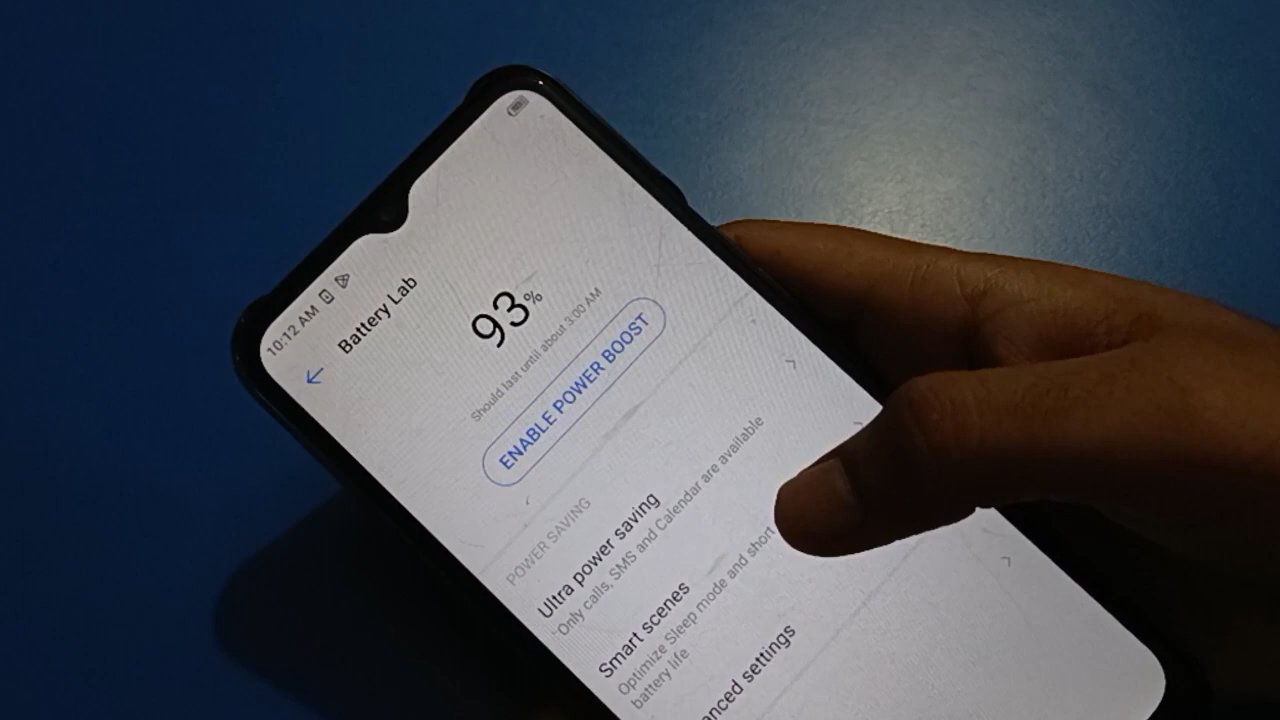 10:12 AM
Battery Lab
93%
Should last until about 3:00 AM
ENABLE POWER BOOST
POWER SAVING
Ultra power saving
Only calls, SMS and Calendar are available
Smart scenes
Optimize Sleep mode and short
battery life
anced settings